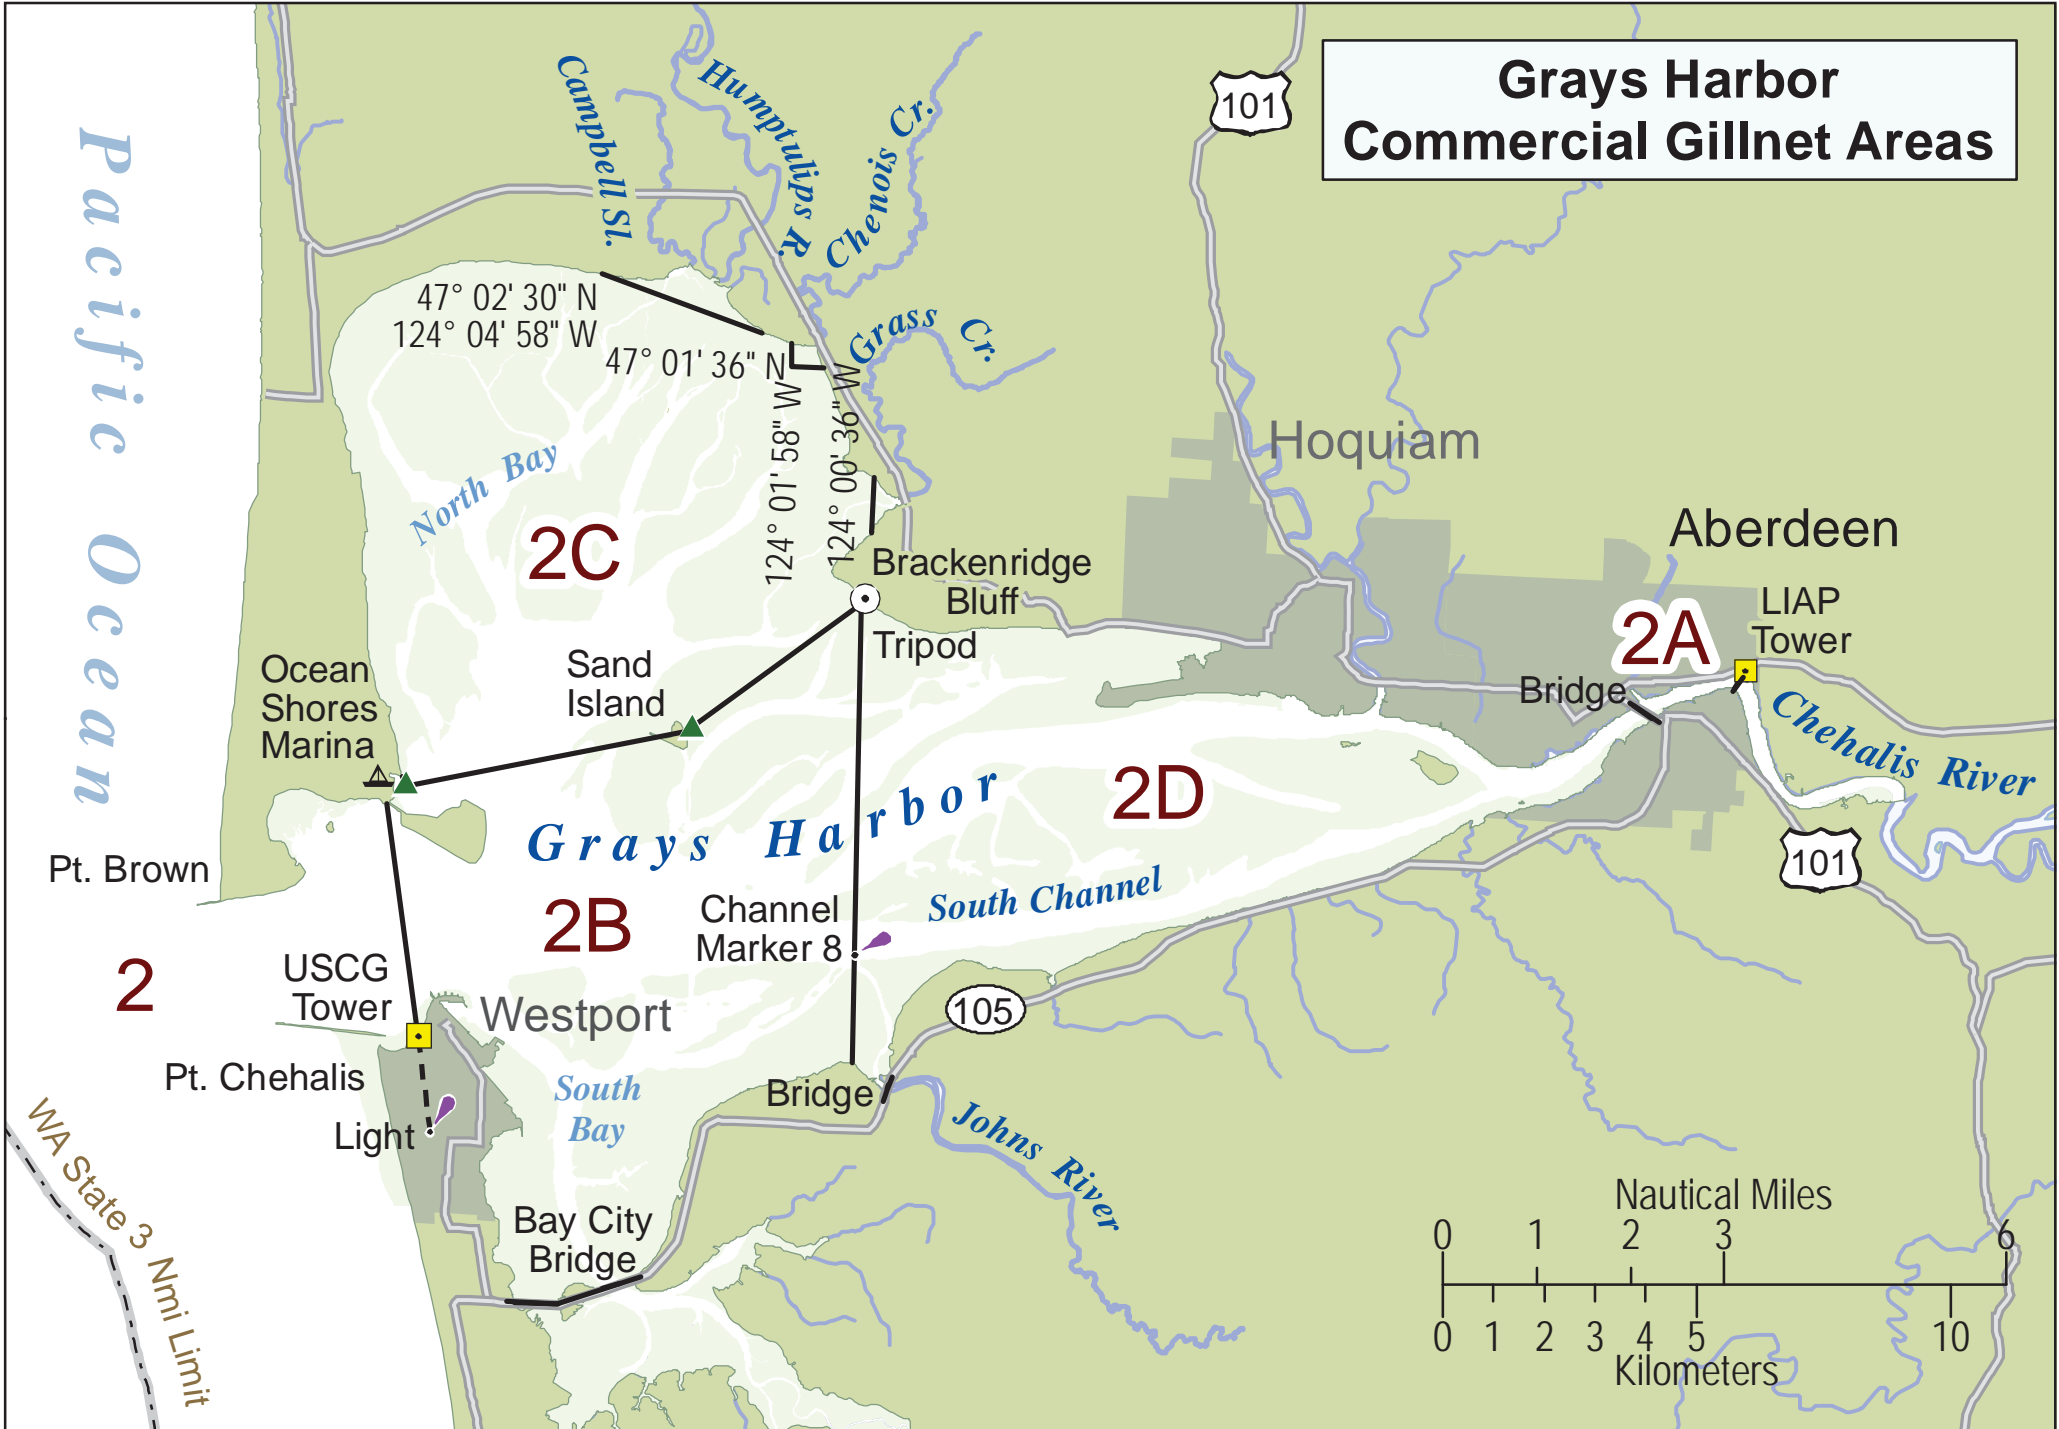 Grays Harbor
Commercial Gillnet Areas
Pacific Ocean
Campbell Sl.
Humptulips R.
Chenois Cr.
101
47° 02' 30" N
124° 04' 58" W
47° 01' 36" N
124° 01' 58" W
124° 00' 36" W
Grass Cr.
North Bay
2C
Hoquiam
Aberdeen
Brackenridge
Bluff
Tripod
2A
LIAP
Tower
Bridge
Chehalis River
Ocean
Shores
Marina
Sand
Island
Grays Harbor
2D
Pt. Brown
2B
South Channel
Channel
Marker 8
101
2
USCG
Tower
Westport
105
Pt. Chehalis
Light
South
Bay
Bridge
Johns River
WA State 3 Nmi Limit
Bay City
Bridge
Nautical Miles
0 1 2 3 6
0 1 2 3 4 5 10
Kilometers